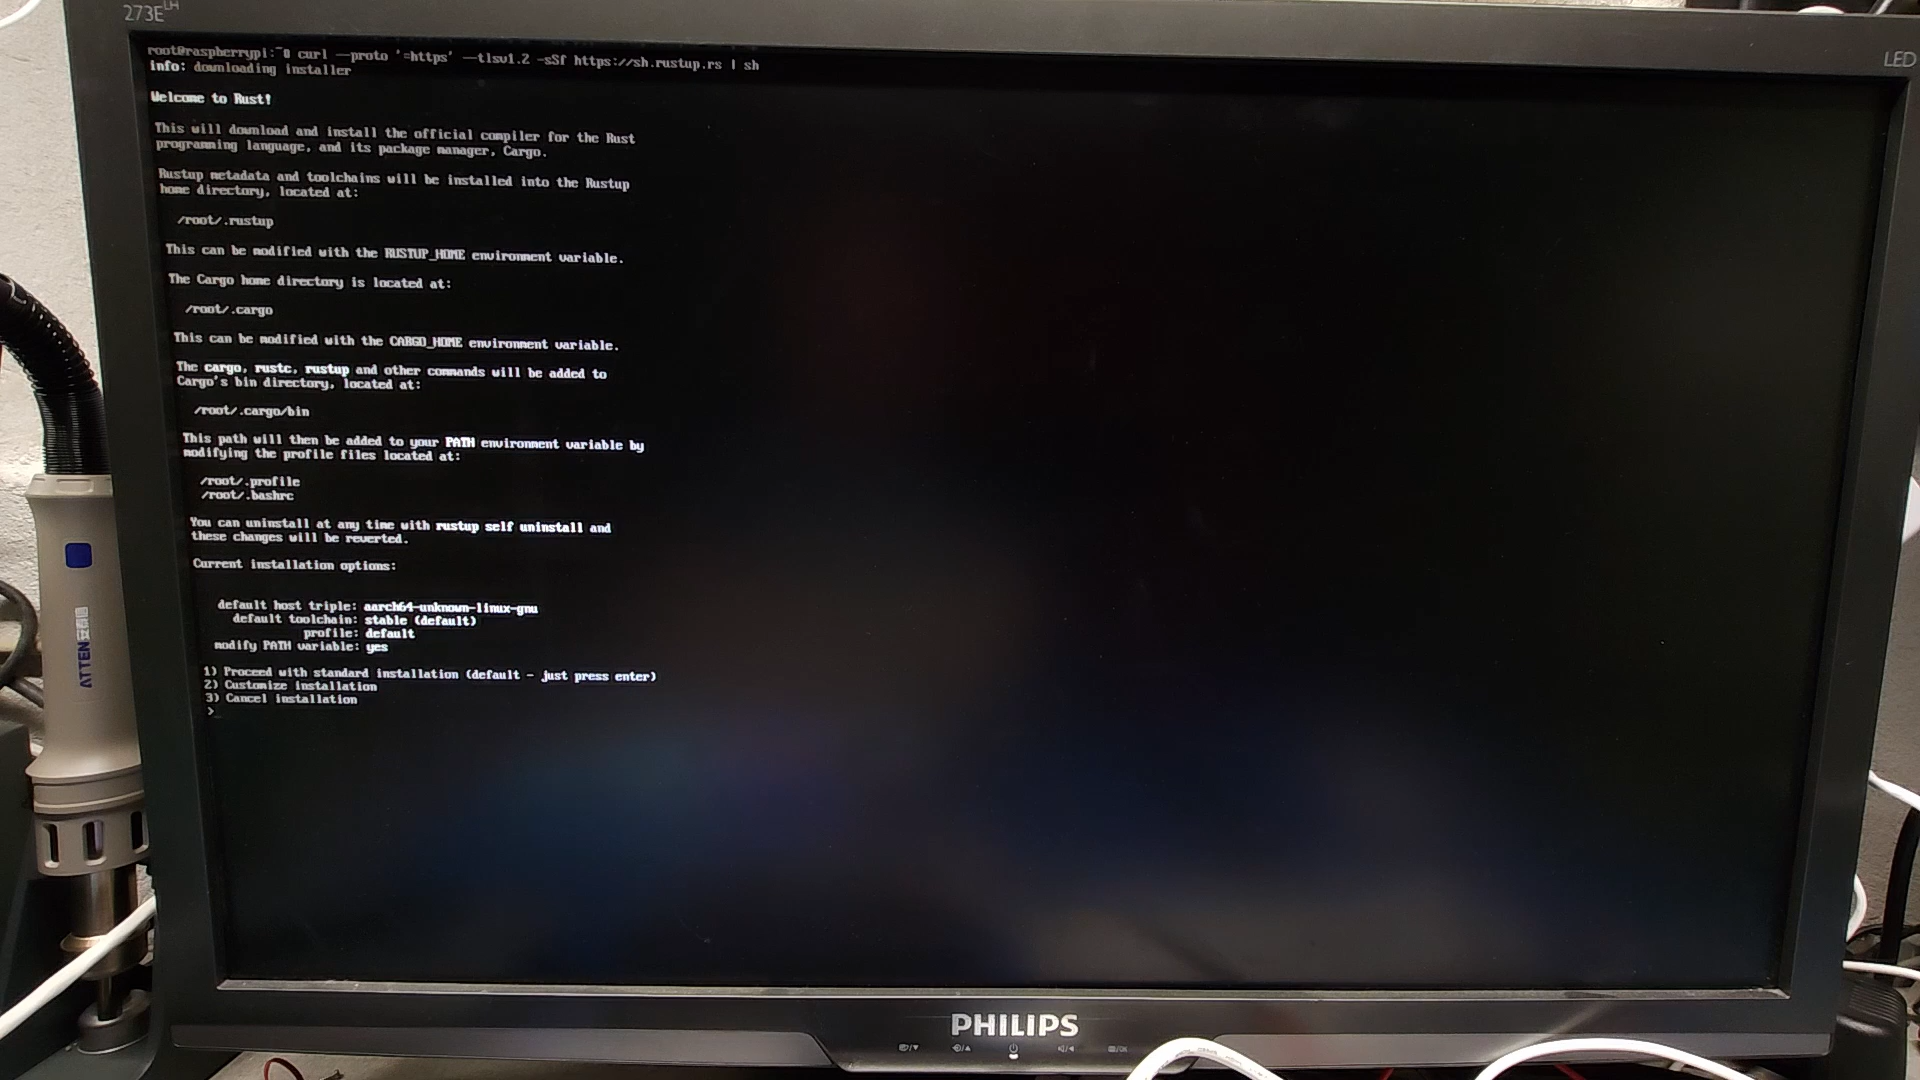 273E LH
LED
root@raspberrypi:~# curl --proto '=https' --tlsv1.2 -sSf https://sh.rustup.rs | sh
info: downloading installer
Welcome to Rust!
This will download and install the official compiler for the Rust
programming language, and its package manager, Cargo.
Rustup metadata and toolchains will be installed into the Rustup
home directory, located at:
/root/.rustup
This can be modified with the RUSTUP_HOME environment variable.
The Cargo home directory is located at:
/root/.cargo
This can be modified with the CARGO_HOME environment variable.
The cargo, rustc, rustup and other commands will be added to
Cargo's bin directory, located at:
/root/.cargo/bin
This path will then be added to your PATH environment variable by
modifying the profile files located at:
/root/.profile
/root/.bashrc
You can uninstall at any time with rustup self uninstall and
these changes will be reverted.
Current installation options:
default host triple: aarch64-unknown-linux-gnu
default toolchain: stable (default)
profile: default
modify PATH variable: yes
1) Proceed with standard installation (default - just press enter)
2) Customize installation
3) Cancel installation
>
ATTEN
PHILIPS